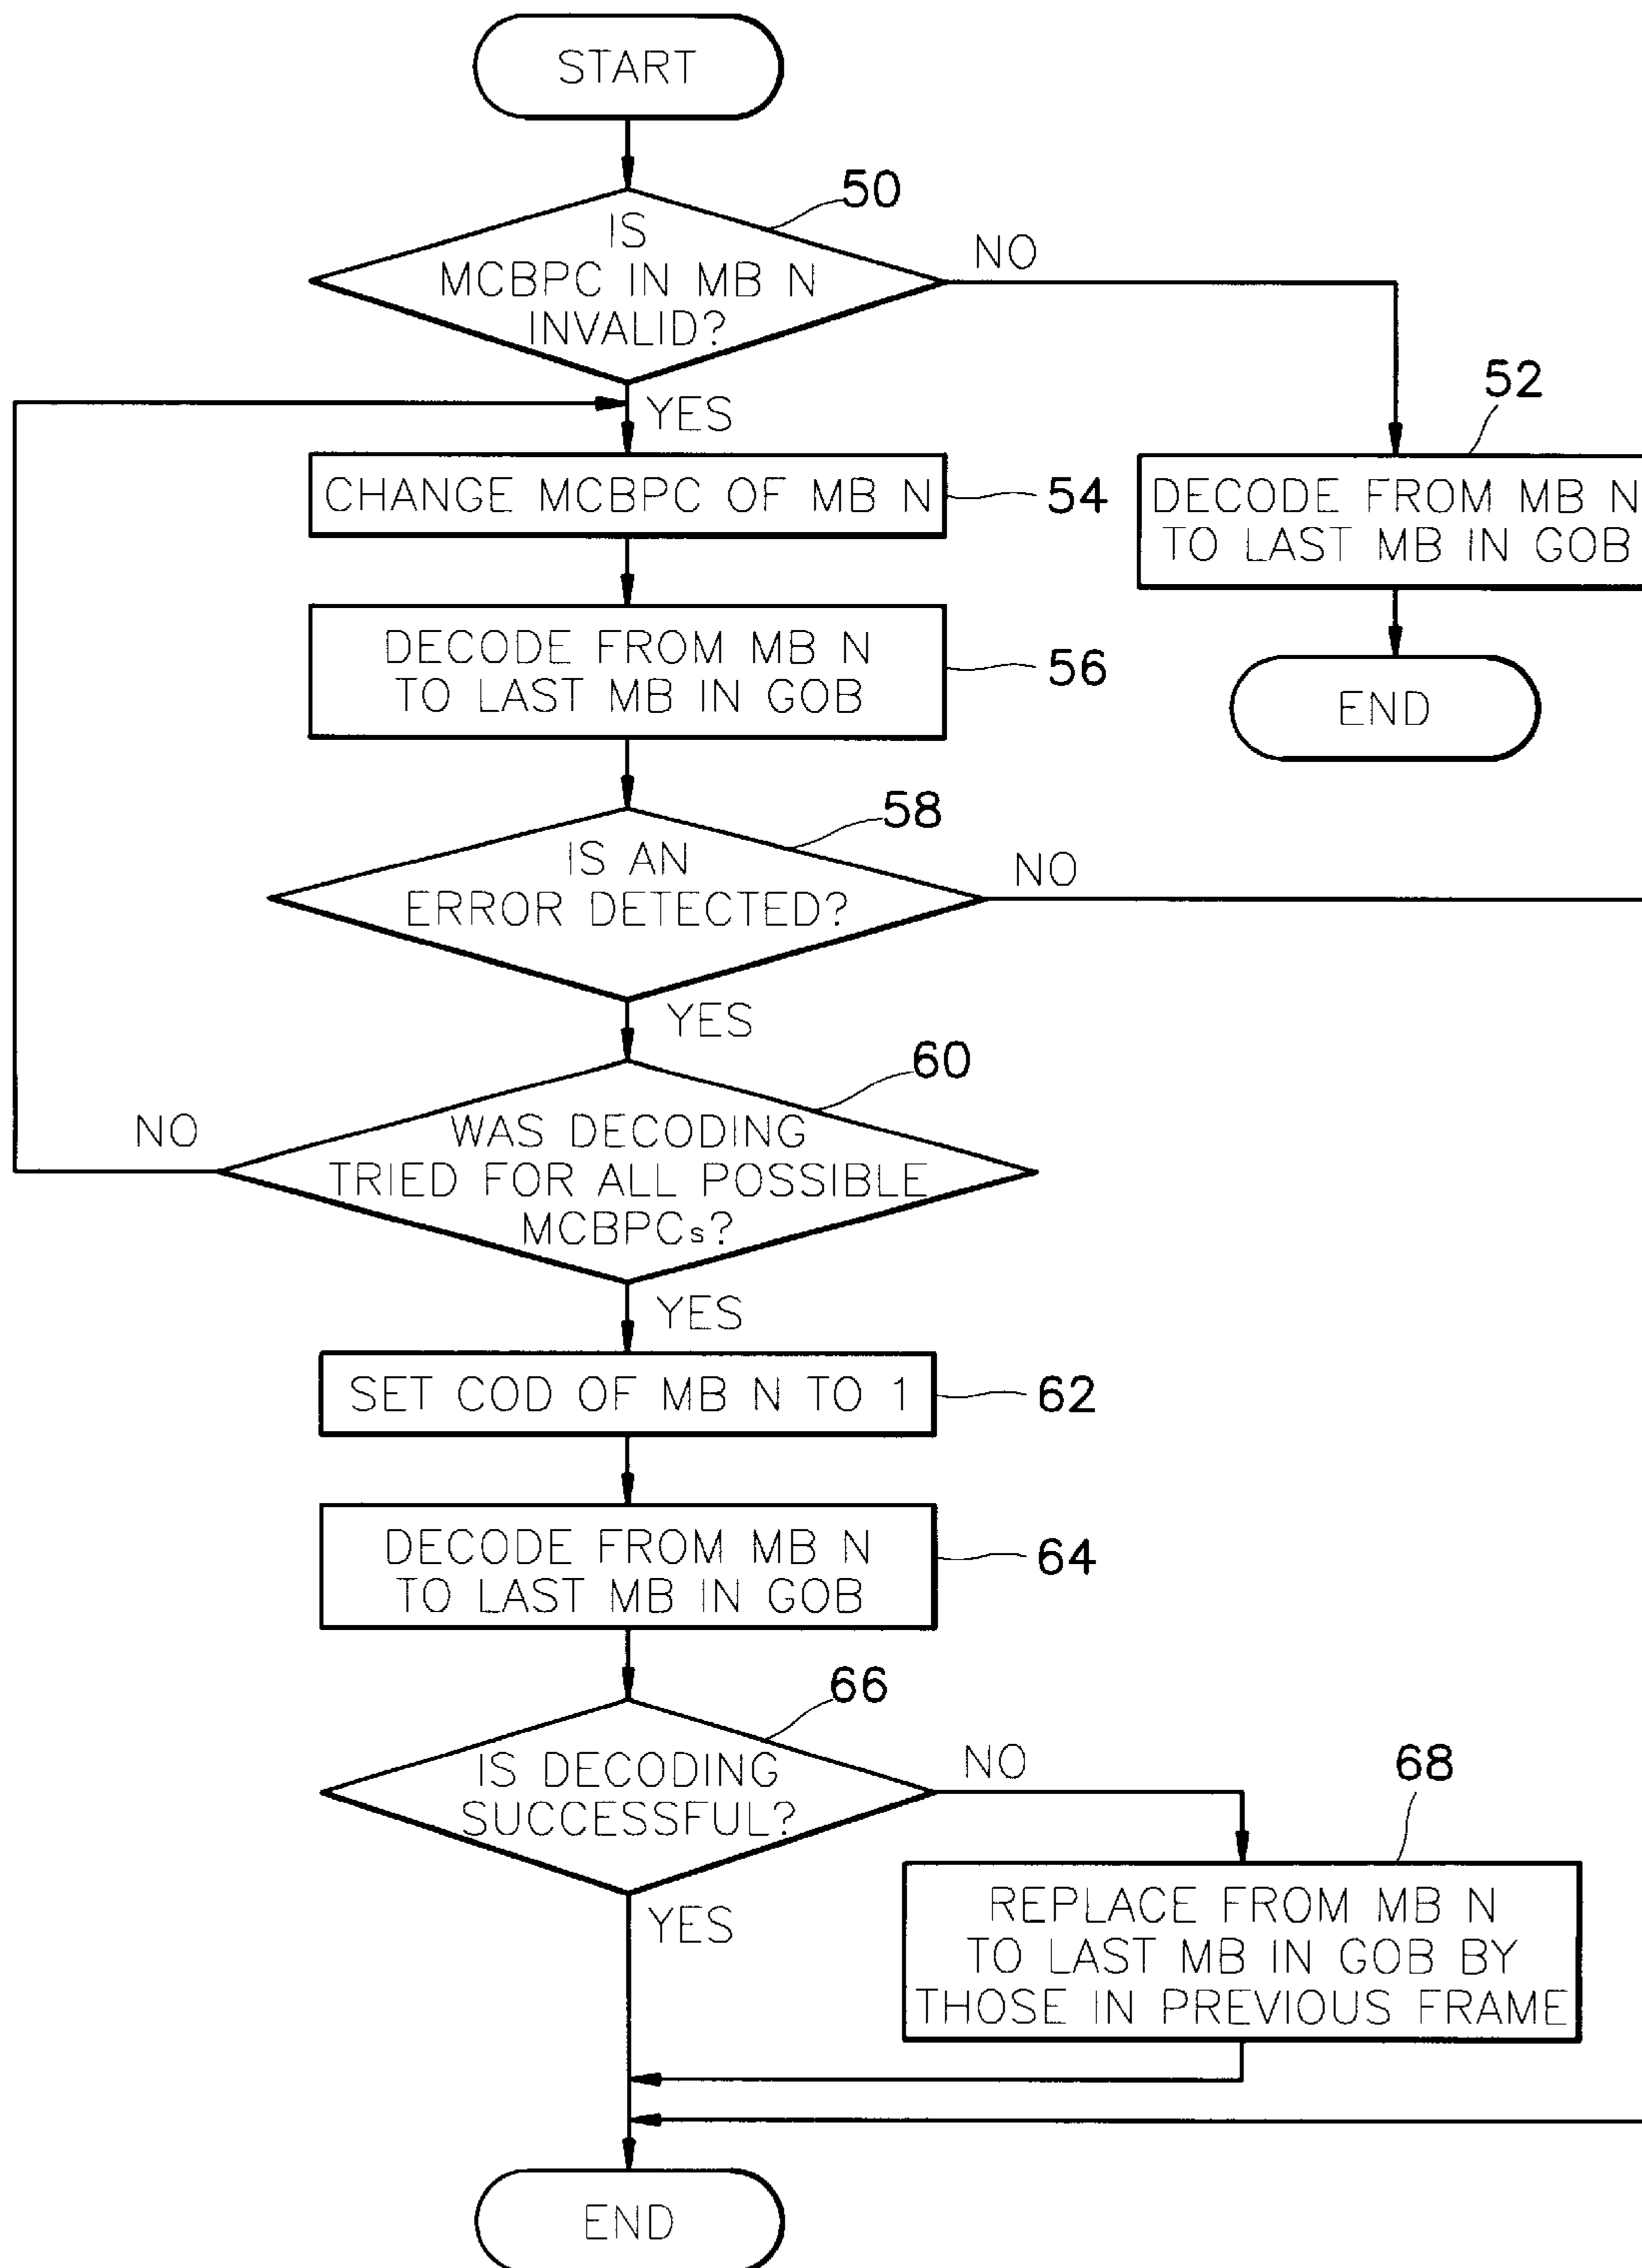 START
50
IS
MCBPC IN MB N
INVALID?
NO
YES
52
CHANGE MCBPC OF MB N
54
DECODE FROM MB N
TO LAST MB IN GOB
DECODE FROM MB N
TO LAST MB IN GOB
56
END
58
IS AN
ERROR DETECTED?
NO
YES
60
WAS DECODING
TRIED FOR ALL POSSIBLE
MCBPCs?
NO
YES
SET COD OF MB N TO 1
62
DECODE FROM MB N
TO LAST MB IN GOB
64
66
IS DECODING
SUCCESSFUL?
NO
YES
68
REPLACE FROM MB N
TO LAST MB IN GOB BY
THOSE IN PREVIOUS FRAME
END